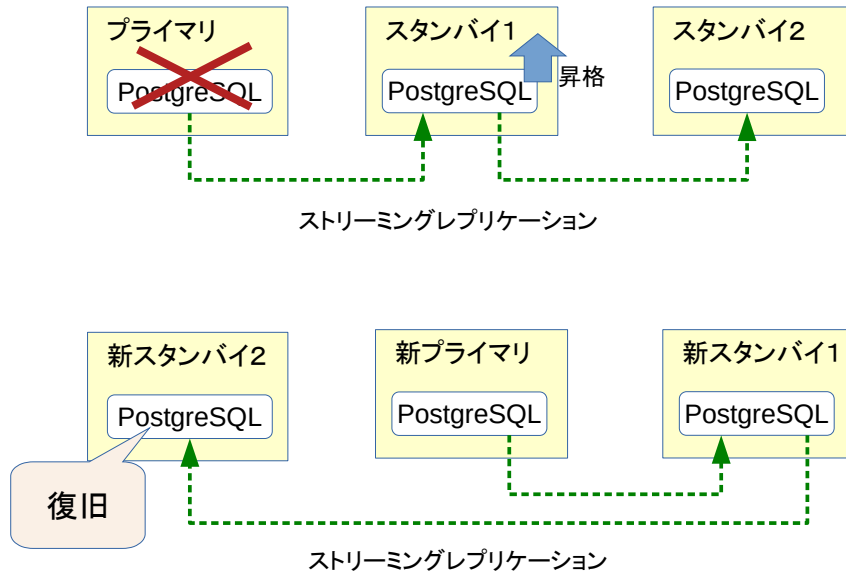 プライマリ
PostgreSQL
スタンバイ1
PostgreSQL
昇格
スタンバイ2
PostgreSQL
ストリーミングレプリケーション
新スタンバイ2
PostgreSQL
復旧
新プライマリ
PostgreSQL
新スタンバイ1
PostgreSQL
ストリーミングレプリケーション